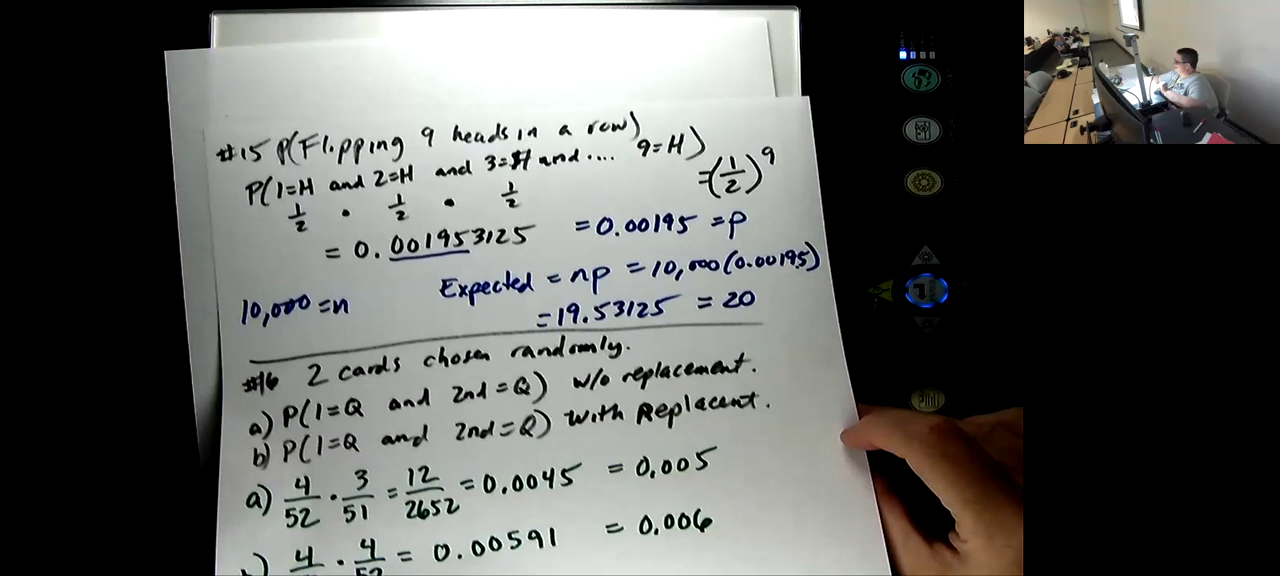 #15 P(Flipping 9 heads in a row)
P(1=H and 2=H and 3=H and.... 9=H) =(1/2)^9
1/2 · 1/2 · 1/2
= 0.001953125 =0.00195 =p
Expected = np =10,000(0.00195)
10,000=n =19.53125 =20
#16 2 cards chosen randomly.
a) P(1=Q and 2nd=Q) w/o replacement.
b) P(1=Q and 2nd=Q) with Replacent.
a) 4/52 · 3/51 = 12/2652 = 0.0045 = 0.005
4 · 4/52 = 0.00591 = 0.006